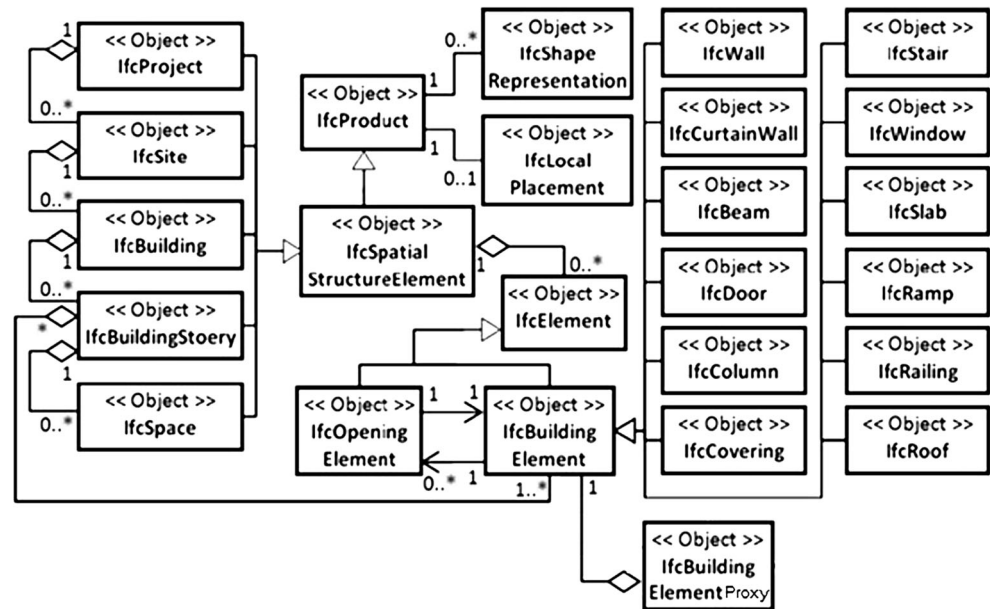 1
<< Object >>
IfcProject
0..*
<< Object >>
IfcSite
1
0..*
<< Object >>
IfcBuilding
1
0..*
*
<< Object >>
IfcBuildingStoery
1
0..*
<< Object >>
IfcSpace
<< Object >>
IfcProduct
1
0..*
<< Object >>
IfcShape
Representation
1
0..1
<< Object >>
IfcLocal
Placement
<< Object >>
IfcSpatial
StructureElement
1
0..*
<< Object >>
IfcElement
<< Object >>
IfcOpening
Element
1
1
0..*
1
<< Object >>
IfcBuilding
Element
1..*
1
<< Object >>
IfcBuilding
Element Proxy
<< Object >>
IfcWall
<< Object >>
IfcCurtainWall
<< Object >>
IfcBeam
<< Object >>
IfcDoor
<< Object >>
IfcColumn
<< Object >>
IfcCovering
<< Object >>
IfcStair
<< Object >>
IfcWindow
<< Object >>
IfcSlab
<< Object >>
IfcRamp
<< Object >>
IfcRailing
<< Object >>
IfcRoof